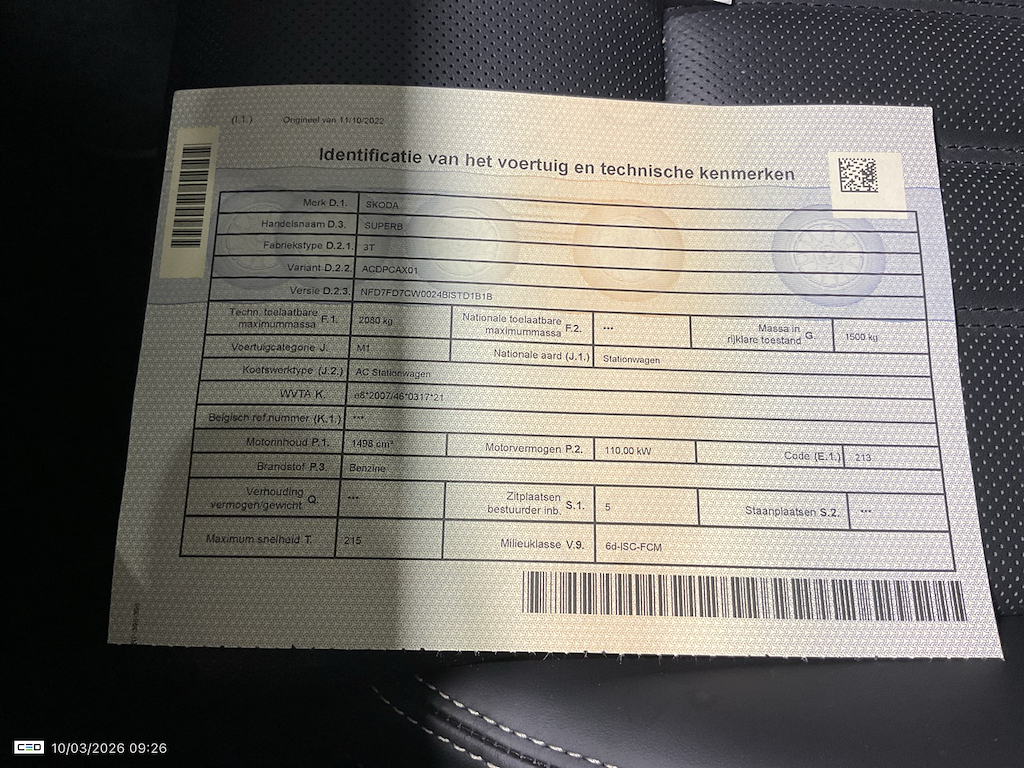 (I.1.) Origineel van 11/10/2022
Identificatie van het voertuig en technische kenmerken
Merk D.1. SKODA
Handelsnaam D.3. SUPERB
Fabriekstype D.2.1. 3T
Variant D.2.2. ACDPCAX01
Versie D.2.3. NFD7FD7CW0024BISTD1B1B
Techn. toelaatbare maximummassa F.1. 2080 kg Nationale toelaatbare maximummassa F.2. *** Massa in rijklare toestand G. 1500 kg
Voertuigcategorie J. M1 Nationale aard (J.1.) Stationwagen
Koetswerktype (J.2.) AC Stationwagen
WVTA K. e8*2007/46*0317*21
Belgisch ref.nummer (K.1.) ***
Motorinhoud P.1. 1498 cm³ Motorvermogen P.2. 110,00 kW Code (E.1.) 213
Brandstof P.3. Benzine
Verhouding vermogen/gewicht Q. *** Zitplaatsen bestuurder inb. S.1. 5 Staanplaatsen S.2. ***
Maximum snelheid T. 215 Milieuklasse V.9. 6d-ISC-FCM
CEO 10/03/2026 09:26